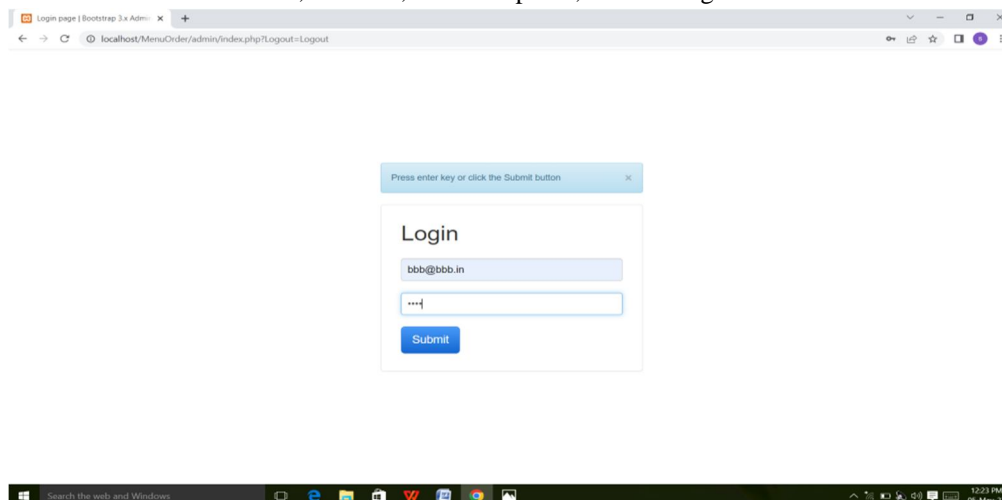 Login page | Bootstrap 3.x Admi
localhost/MenuOrder/admin/index.php?Logout=Logout
Press enter key or click the Submit button
Login
bbb@bbb.in
••••
Submit
Search the web and Windows
12:23 PM